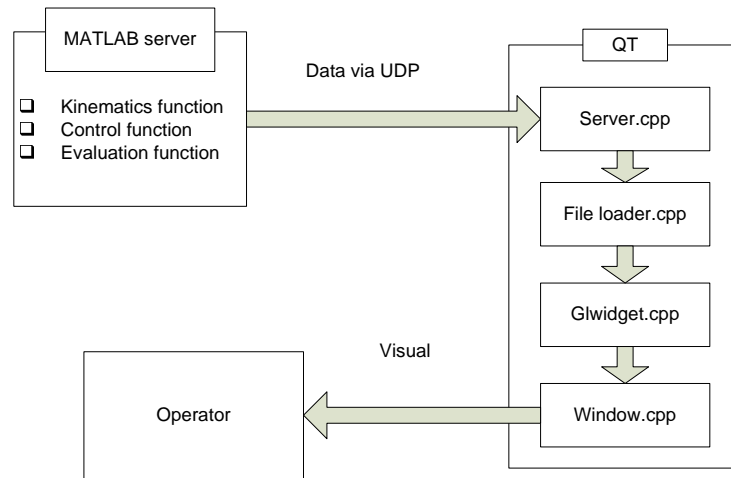 MATLAB server
Kinematics function
Control function
Evaluation function
Data via UDP
QT
Server.cpp
File loader.cpp
Glwidget.cpp
Window.cpp
Visual
Operator